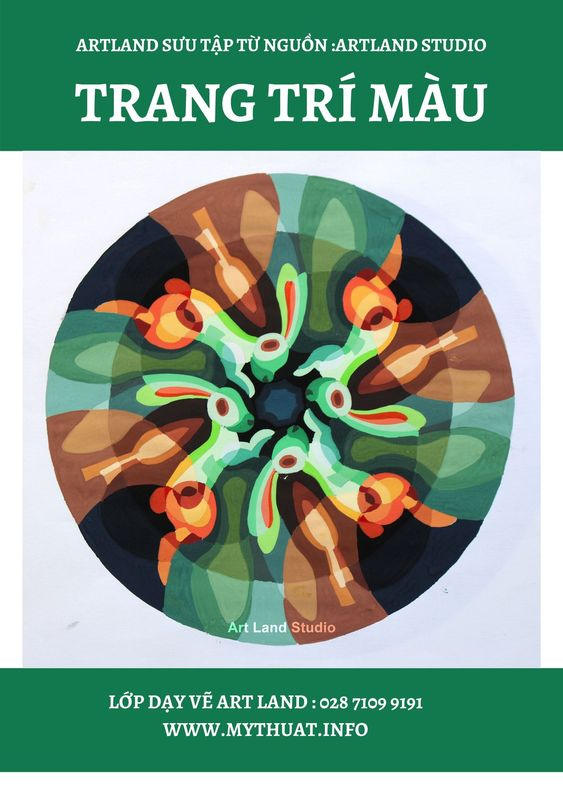 ARTLAND SƯU TẬP TỪ NGUỒN :ARTLAND STUDIO
TRANG TRÍ MÀU
Art Land Studio
LỚP DẠY VẼ ART LAND : 028 7109 9191
WWW.MYTHUAT.INFO